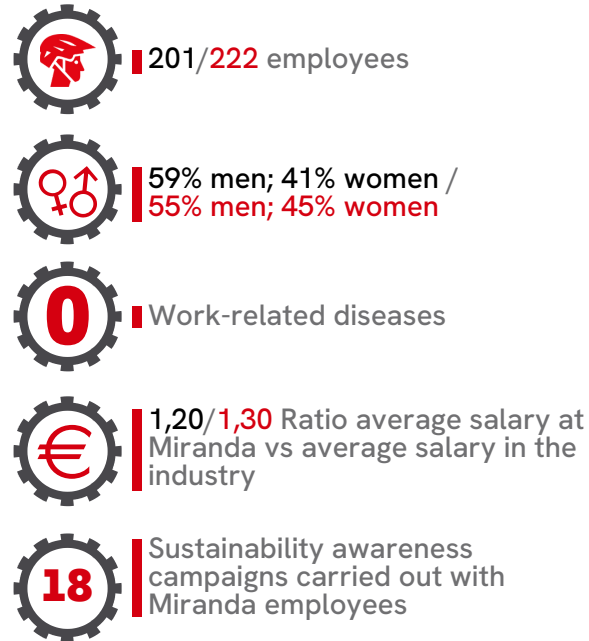 201/222 employees
59% men; 41% women /
55% men; 45% women
0
Work-related diseases
€
1,20/1,30 Ratio average salary at
Miranda vs average salary in the
industry
18
Sustainability awareness
campaigns carried out with
Miranda employees